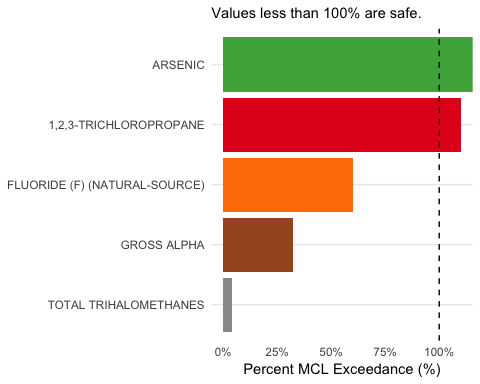 Values less than 100% are safe.
ARSENIC
1,2,3-TRICHLOROPROPANE
FLUORIDE (F) (NATURAL-SOURCE)
GROSS ALPHA
TOTAL TRIHALOMETHANES
0% 25% 50% 75% 100%
Percent MCL Exceedance (%)